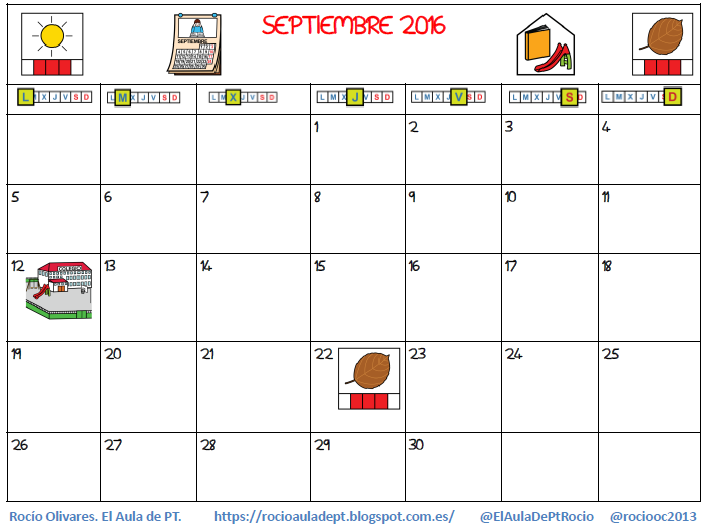 SEPTIEMBRE 2016
SEPTIEMBRE
L M X J V S D
L M X J V S D
L M X J V S D
L M X J V S D
L M X J V S D
L M X J V S D
L M X J V S D
1 2 3 4
5 6 7 8 9 10 11
12 13 14 15 16 17 18
COLEGIO
19 20 21 22 23 24 25
26 27 28 29 30
Rocío Olivares. El Aula de PT. https://rocioauladept.blogspot.com.es/ @ElAulaDePtRocio @rociooc2013